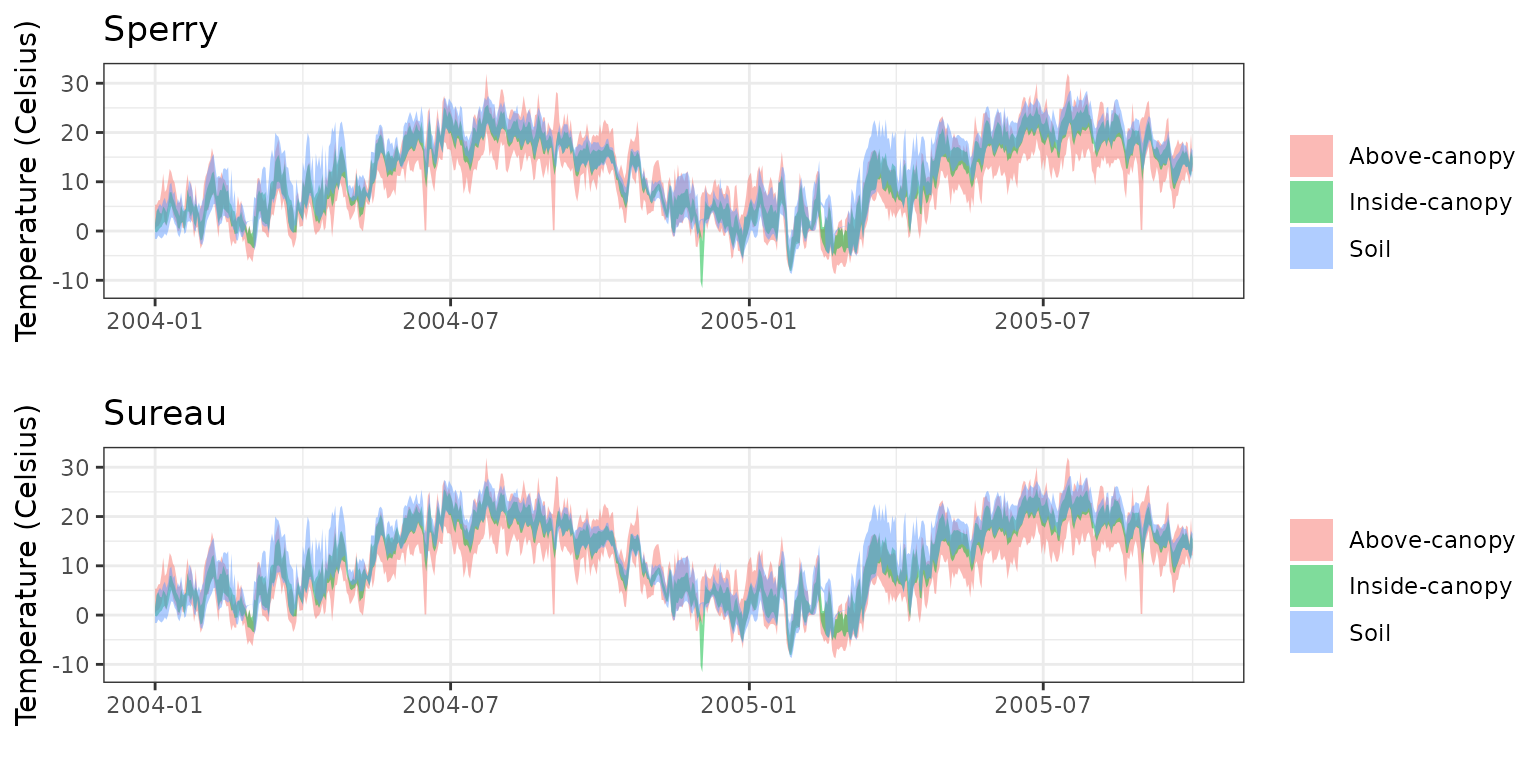 Sperry
Temperature (Celsius)
30
20
10
0
-10
2004-01 2004-07 2005-01 2005-07
Above-canopy
Inside-canopy
Soil
Sureau
Temperature (Celsius)
30
20
10
0
-10
2004-01 2004-07 2005-01 2005-07
Above-canopy
Inside-canopy
Soil